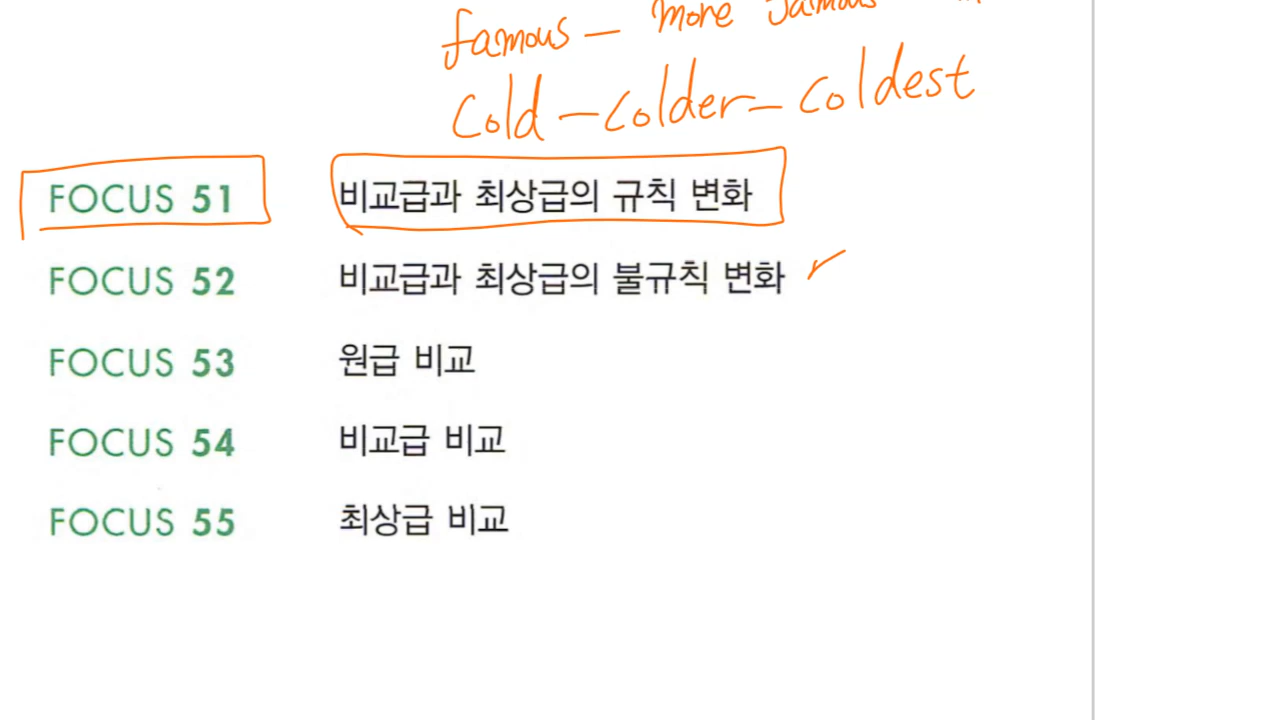 famous – more famous
cold – colder – coldest
FOCUS 51 비교급과 최상급의 규칙 변화
FOCUS 52 비교급과 최상급의 불규칙 변화
FOCUS 53 원급 비교
FOCUS 54 비교급 비교
FOCUS 55 최상급 비교